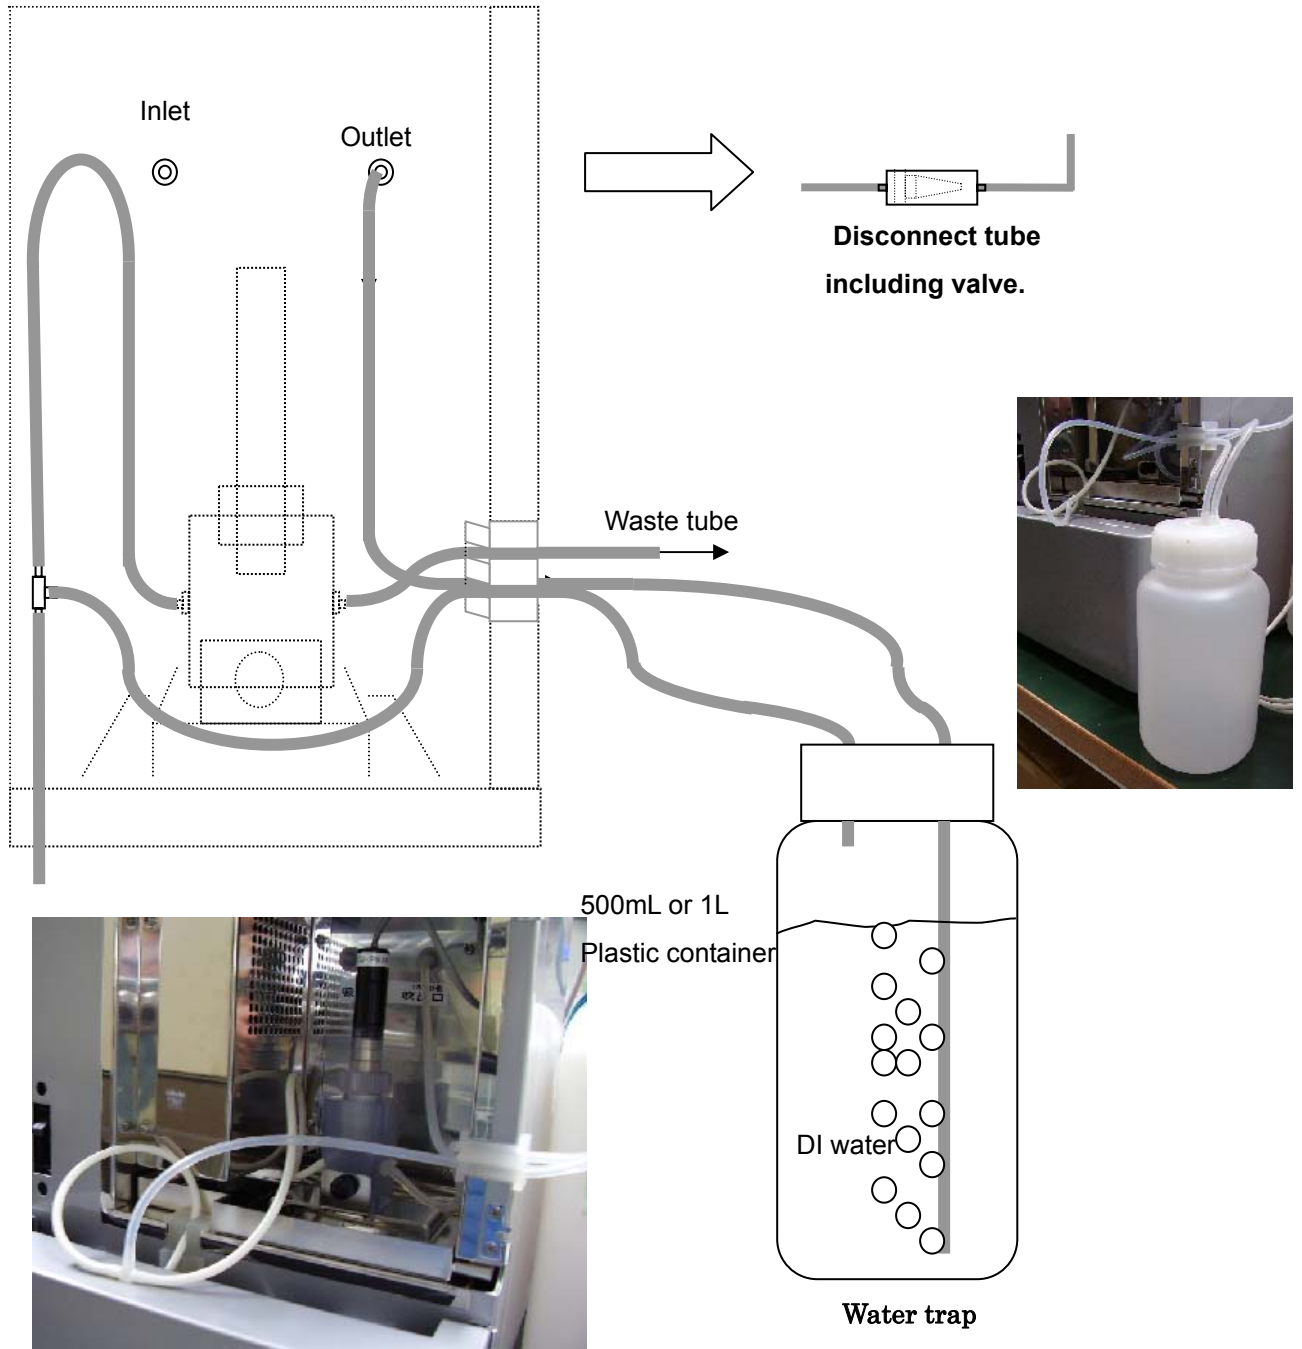 Inlet
Outlet
Disconnect tube
including valve.
Waste tube
500mL or 1L
Plastic container
DI water
Water trap